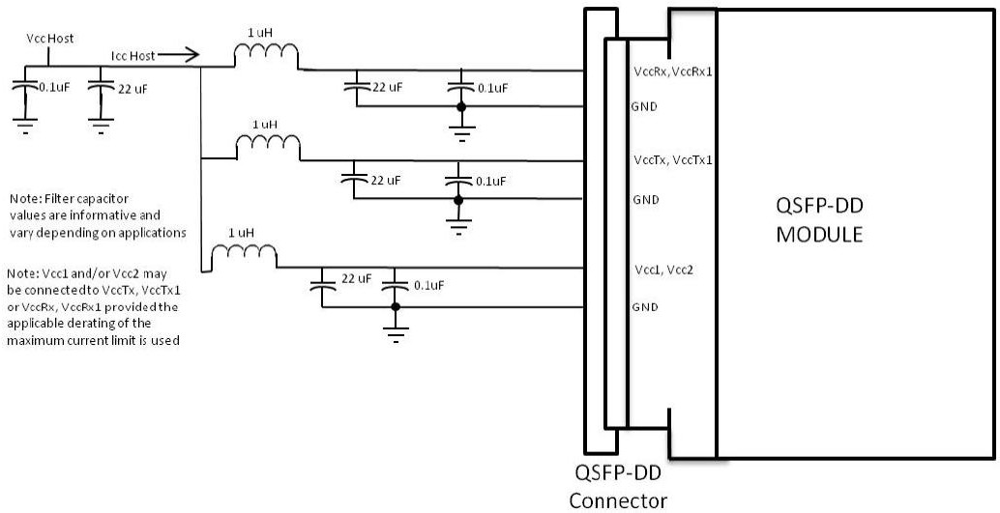 Vcc Host
Icc Host
1 uH
0.1uF
22 uF
22 uF
0.1uF
VccRx, VccRx1
GND
1 uH
22 uF
0.1uF
VccTx, VccTx1
GND
Note: Filter capacitor
values are informative and
vary depending on applications
1 uH
22 uF
0.1uF
Vcc1, Vcc2
GND
Note: Vcc1 and/or Vcc2 may
be connected to VccTx, VccTx1
or VccRx, VccRx1 provided the
applicable derating of the
maximum current limit is used
QSFP-DD
MODULE
QSFP-DD
Connector